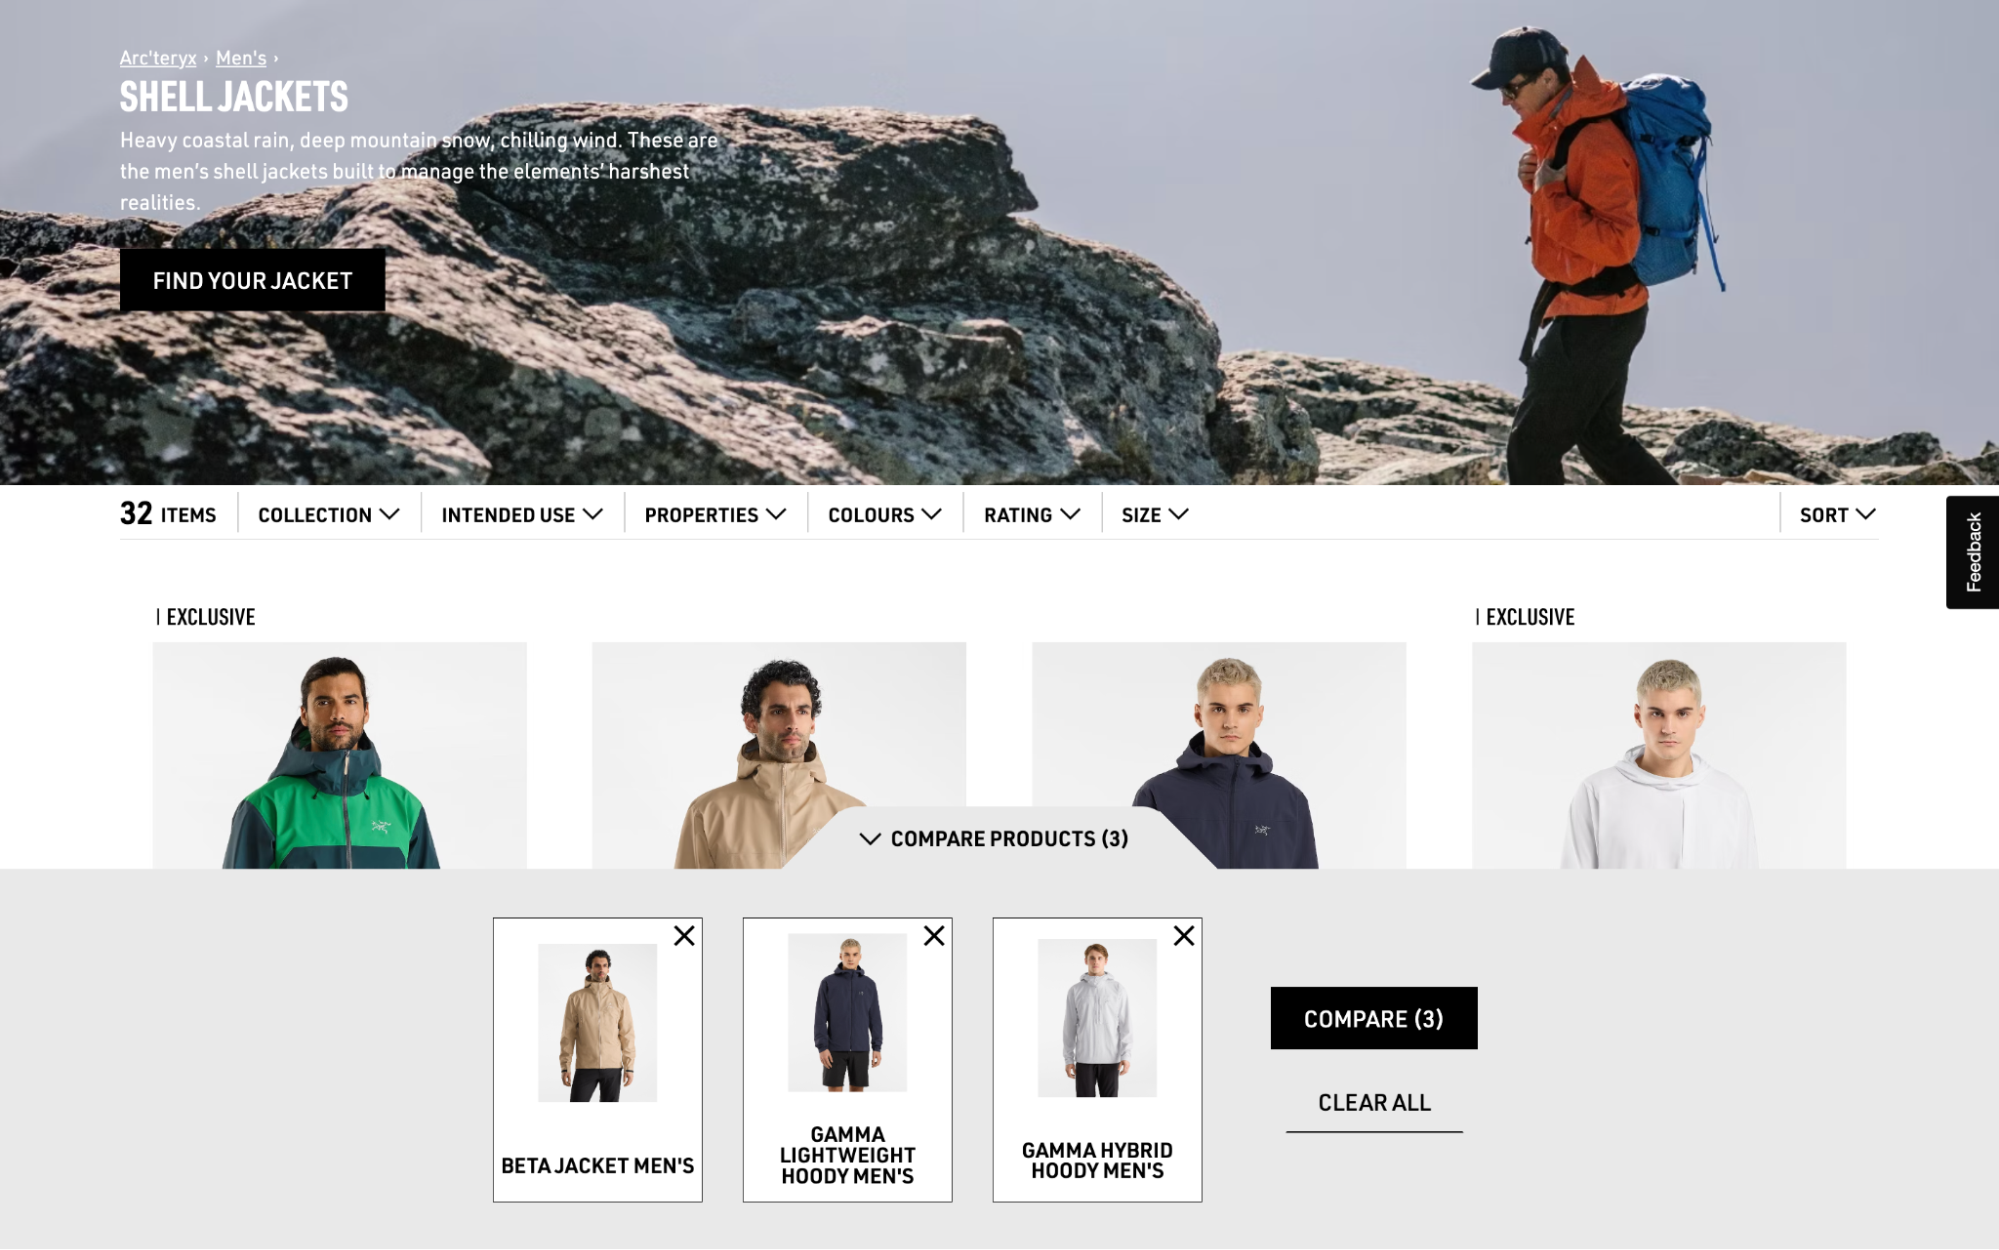 Arc'teryx › Men's ›
SHELL JACKETS
Heavy coastal rain, deep mountain snow, chilling wind. These are
the men’s shell jackets built to manage the elements’ harshest
realities.
FIND YOUR JACKET
32 ITEMS COLLECTION INTENDED USE PROPERTIES COLOURS RATING SIZE SORT
Feedback
| EXCLUSIVE
| EXCLUSIVE
COMPARE PRODUCTS (3)
BETA JACKET MEN'S
GAMMA
LIGHTWEIGHT
HOODY MEN'S
GAMMA HYBRID
HOODY MEN'S
COMPARE (3)
CLEAR ALL